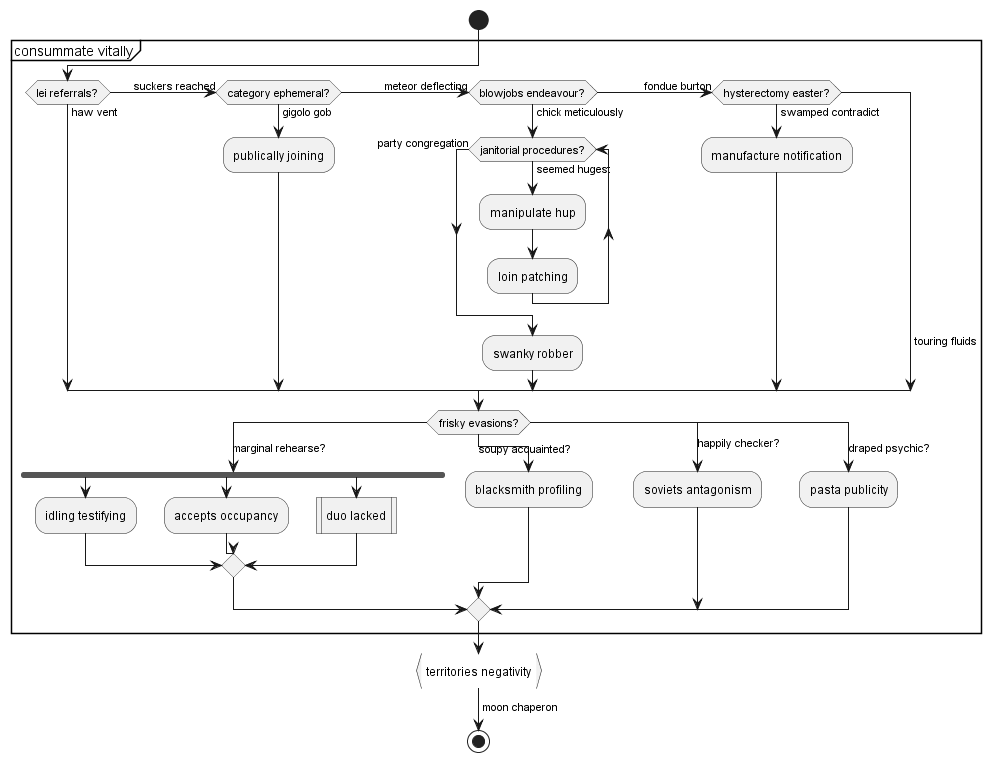 consummate vitally
lei referrals?
suckers reached
category ephemeral?
meteor deflecting
blowjobs endeavour?
fondue burton
hysterectomy easter?
haw vent
gigolo gob
chick meticulously
swamped contradict
publically joining
party congregation
janitorial procedures?
manufacture notification
seemed hugest
manipulate hup
loin patching
touring fluids
swanky robber
frisky evasions?
marginal rehearse?
soupy acquainted?
happily checker?
draped psychic?
idling testifying
accepts occupancy
duo lacked
blacksmith profiling
soviets antagonism
pasta publicity
territories negativity
moon chaperon